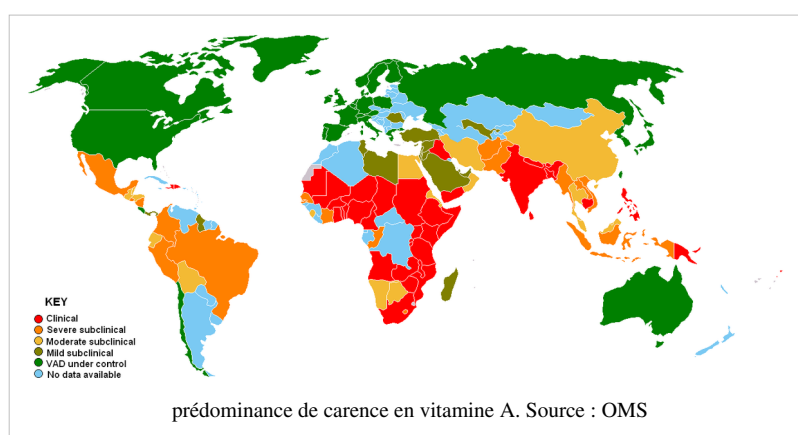 KEY
Clinical
Severe subclinical
Moderate subclinical
Mild subclinical
VAD under control
No data available
prédominance de carence en vitamine A. Source : OMS